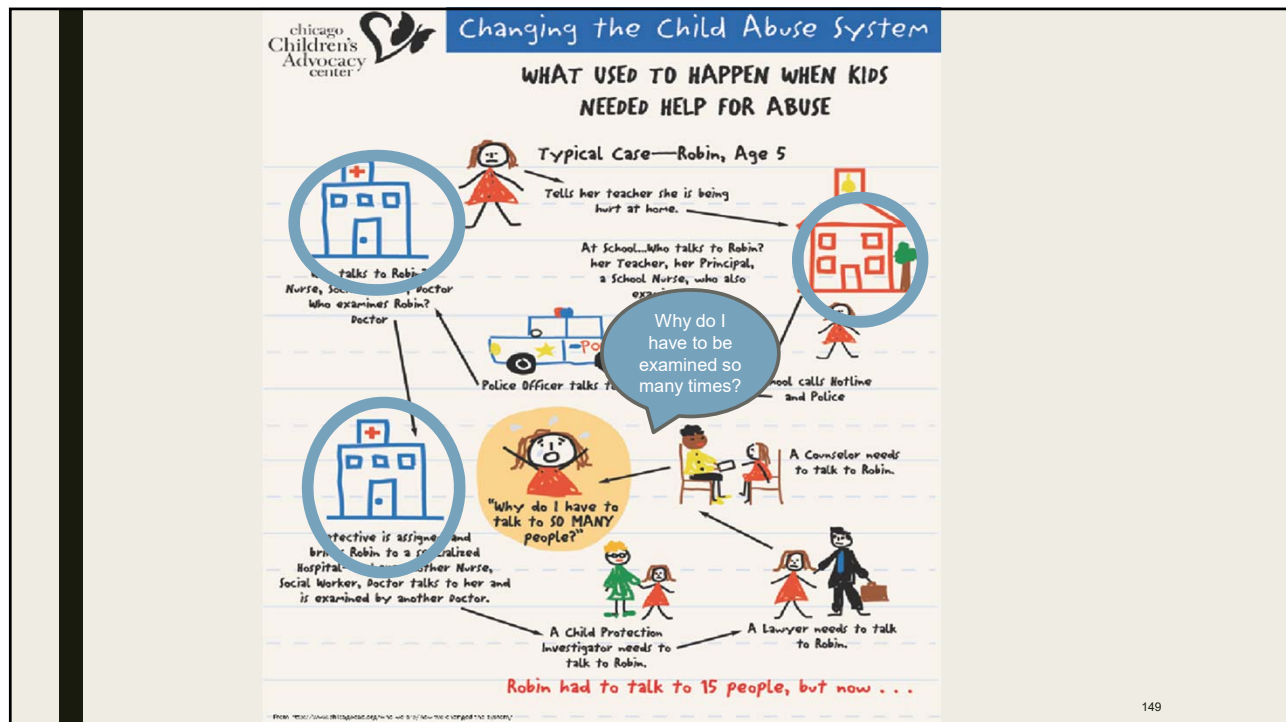 chicago
Children's
Advocacy
center
Changing the Child Abuse System
WHAT USED TO HAPPEN WHEN KIDS
NEEDED HELP FOR ABUSE
Typical Case—Robin, Age 5
Tells her teacher she is being
hurt at home.
At School...Who talks to Robin?
her Teacher, her Principal,
a School Nurse, who also
talks to Robin?
Nurse, Doctor
Who examines Robin?
Doctor
Police Officer talks
Why do I
have to be
examined so
many times?
calls Hotline
and Police
A Counselor needs
to talk to Robin.
"Why do I have to
talk to SO MANY
people?"
is assigned and
Robin to a
Hospital Nurse,
Social Worker, Doctor talks to her and
is examined by another Doctor.
A Child Protection
Investigator needs to
talk to Robin.
A Lawyer needs to talk
to Robin.
Robin had to talk to 15 people, but now . . .
149